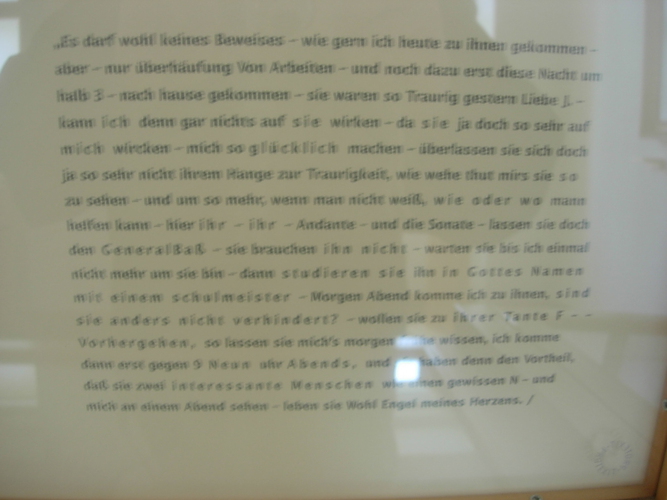 „Es darf wohl keines Beweises – wie gern ich heute zu ihnen gekommen –
aber – nur überhäufung Von Arbeiten – und noch dazu erst diese Nacht um
halb 3 – nach hause gekommen – sie waren so Traurig gestern Liebe J. –
kann ich denn gar nichts auf sie wirken – da sie ja doch so sehr auf
mich wircken – mich so glücklich machen – überlassen sie sich doch
ja so sehr nicht ihrem Hange zur Traurigkeit, wie wehe thut mirs sie so
zu sehen – und um so mehr, wenn man nicht weiß, wie oder wo mann
helfen kann – hier ihr – ihr – Andante – und die Sonate – lassen sie doch
den Generalbaß – sie brauchen ihn nicht – warten sie bis ich einmal
nicht mehr um sie bin – dann studieren sie ihn in Gottes Namen
mit einem schulmeister – Morgen Abend komme ich zu ihnen, sind
sie anders nicht verhindert? – wollen sie zu ihrer Tante F – –
Vorhergehen, so lassen sie mich's morgen wissen, ich komme
dann erst gegen 9 Neun uhr Abends, und haben denn den Vortheil,
daß sie zwei interessante Menschen wie einen gewissen N – und
mich an einem Abend sehen – leben sie Wohl Engel meines Herzens. /